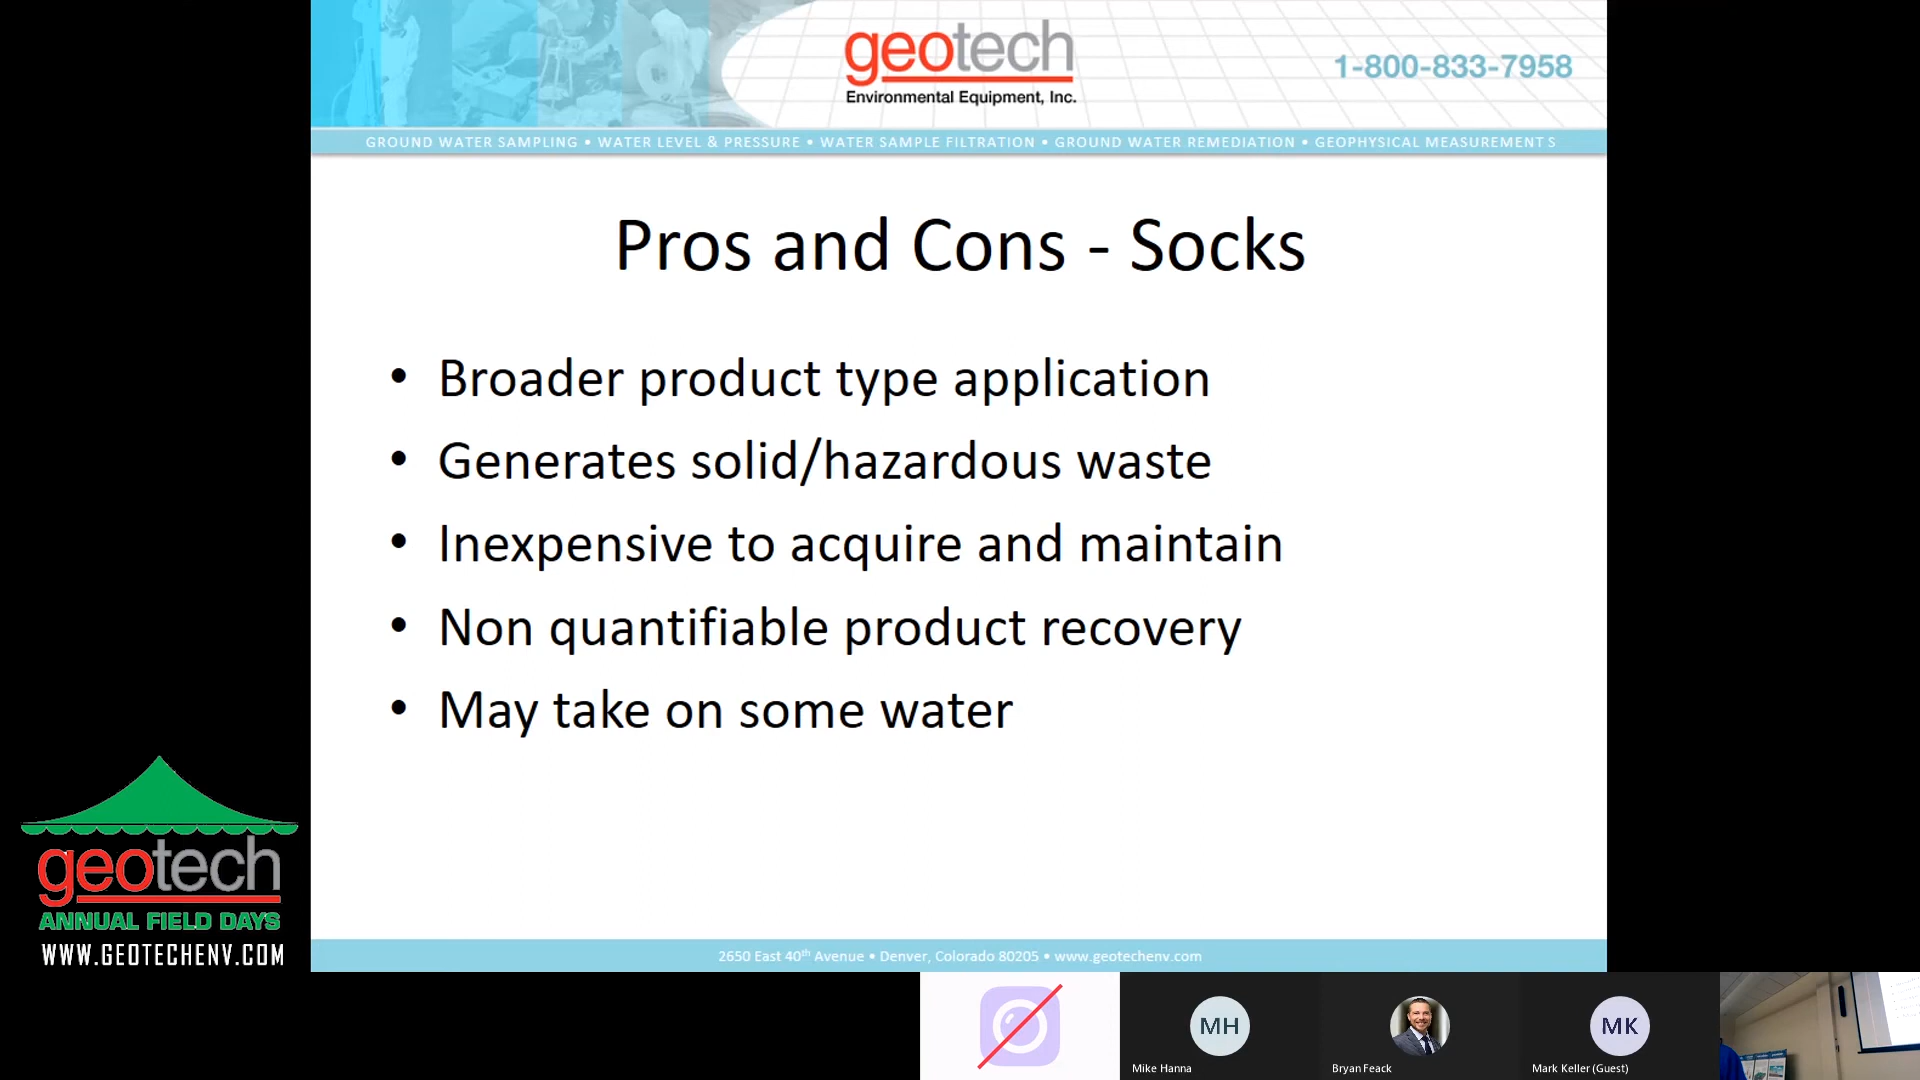 geotech
Environmental Equipment, Inc.
1-800-833-7958
GROUND WATER SAMPLING • WATER LEVEL & PRESSURE • WATER SAMPLE FILTRATION • GROUND WATER REMEDIATION • GEOPHYSICAL MEASUREMENTS
Pros and Cons - Socks
• Broader product type application
• Generates solid/hazardous waste
• Inexpensive to acquire and maintain
• Non quantifiable product recovery
• May take on some water
geotech
ANNUAL FIELD DAYS
WWW.GEOTECHENV.COM
2650 East 40th Avenue • Denver, Colorado 80205 • www.geotechenv.com
MH
MK
Mike Hanna
Bryan Feack
Mark Keller (Guest)